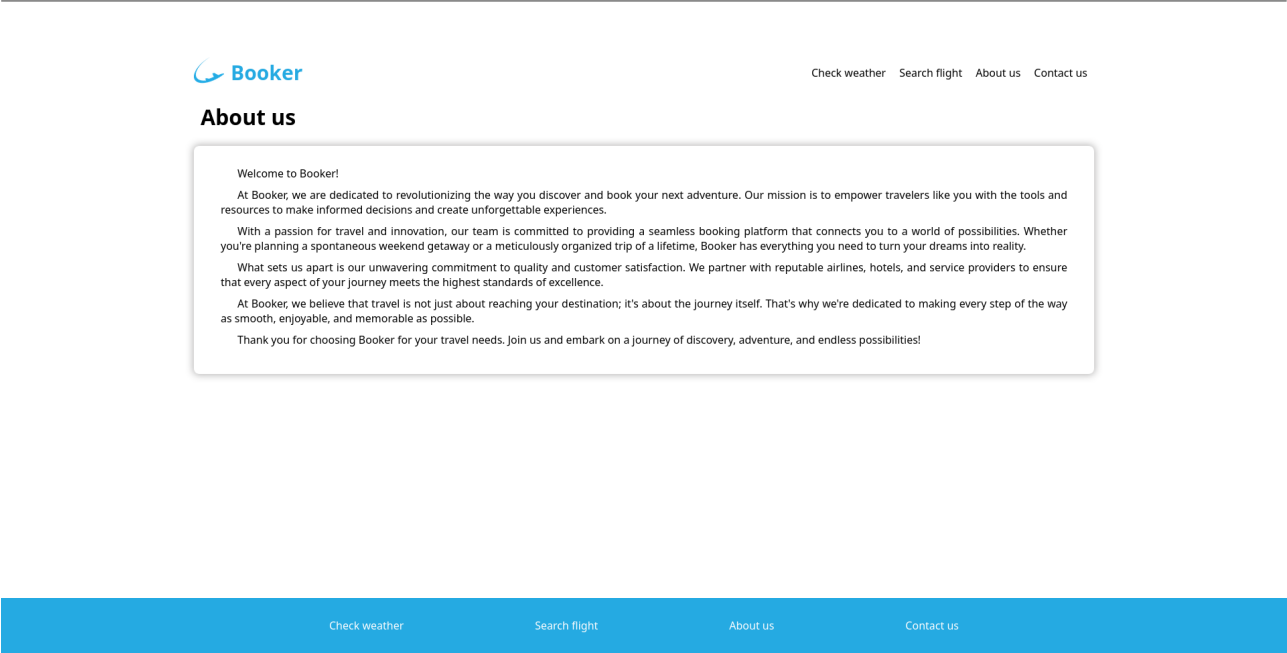 Booker
Check weather Search flight About us Contact us
About us
Welcome to Booker!
At Booker, we are dedicated to revolutionizing the way you discover and book your next adventure. Our mission is to empower travelers like you with the tools and
resources to make informed decisions and create unforgettable experiences.
With a passion for travel and innovation, our team is committed to providing a seamless booking platform that connects you to a world of possibilities. Whether
you're planning a spontaneous weekend getaway or a meticulously organized trip of a lifetime, Booker has everything you need to turn your dreams into reality.
What sets us apart is our unwavering commitment to quality and customer satisfaction. We partner with reputable airlines, hotels, and service providers to ensure
that every aspect of your journey meets the highest standards of excellence.
At Booker, we believe that travel is not just about reaching your destination; it's about the journey itself. That's why we're dedicated to making every step of the way
as smooth, enjoyable, and memorable as possible.
Thank you for choosing Booker for your travel needs. Join us and embark on a journey of discovery, adventure, and endless possibilities!
Check weather Search flight About us Contact us